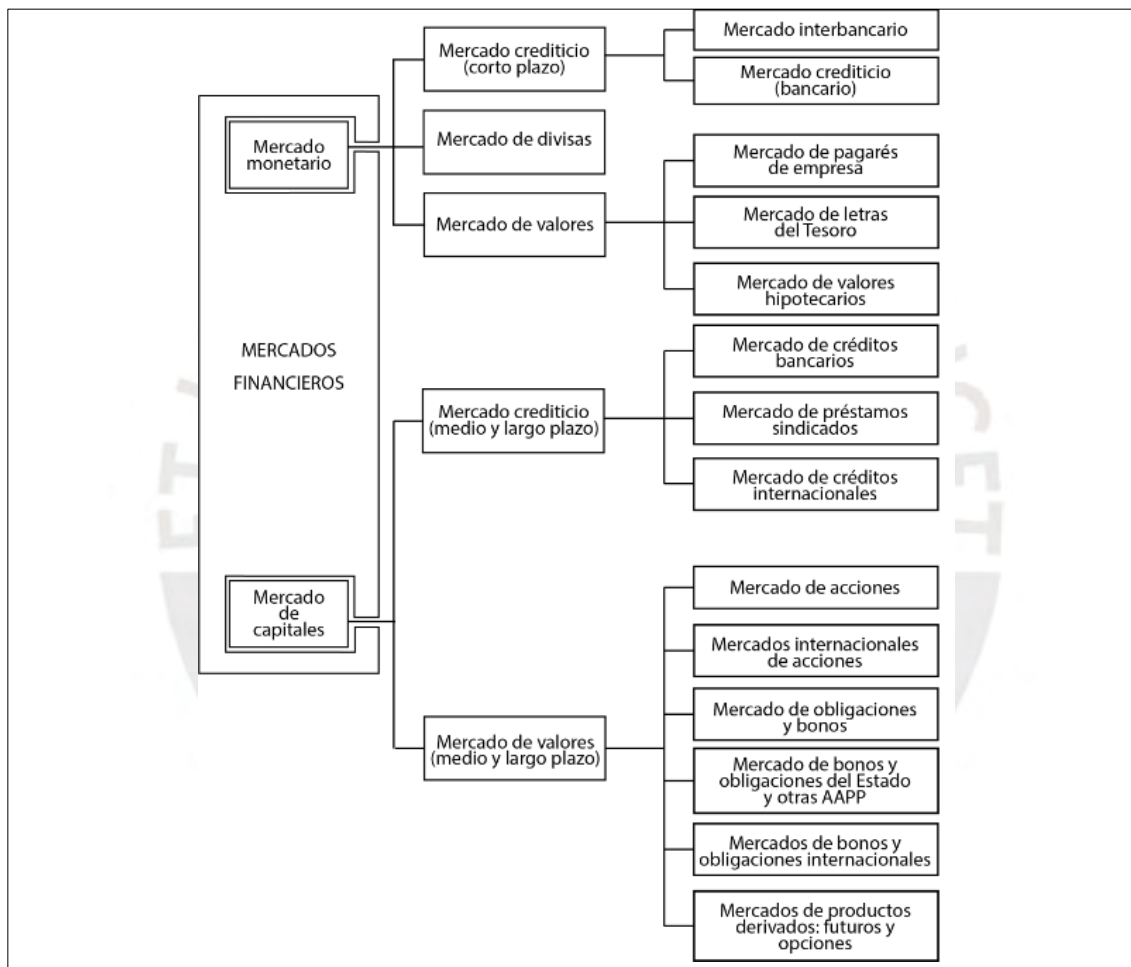 Mercado interbancario
Mercado crediticio
(corto plazo)
Mercado crediticio
(bancario)
Mercado
monetario
Mercado de divisas
Mercado de pagarés
de empresa
Mercado de valores
Mercado de letras
del Tesoro
Mercado de valores
hipotecarios
MERCADOS
FINANCIEROS
Mercado de créditos
bancarios
Mercado crediticio
(medio y largo plazo)
Mercado de préstamos
sindicados
Mercado de créditos
internacionales
Mercado
de
capitales
Mercado de acciones
Mercados internacionales
de acciones
Mercado de obligaciones
y bonos
Mercado de valores
(medio y largo plazo)
Mercado de bonos y
obligaciones del Estado
y otras AAPP
Mercados de bonos y
obligaciones internacionales
Mercados de productos
derivados: futuros y
opciones